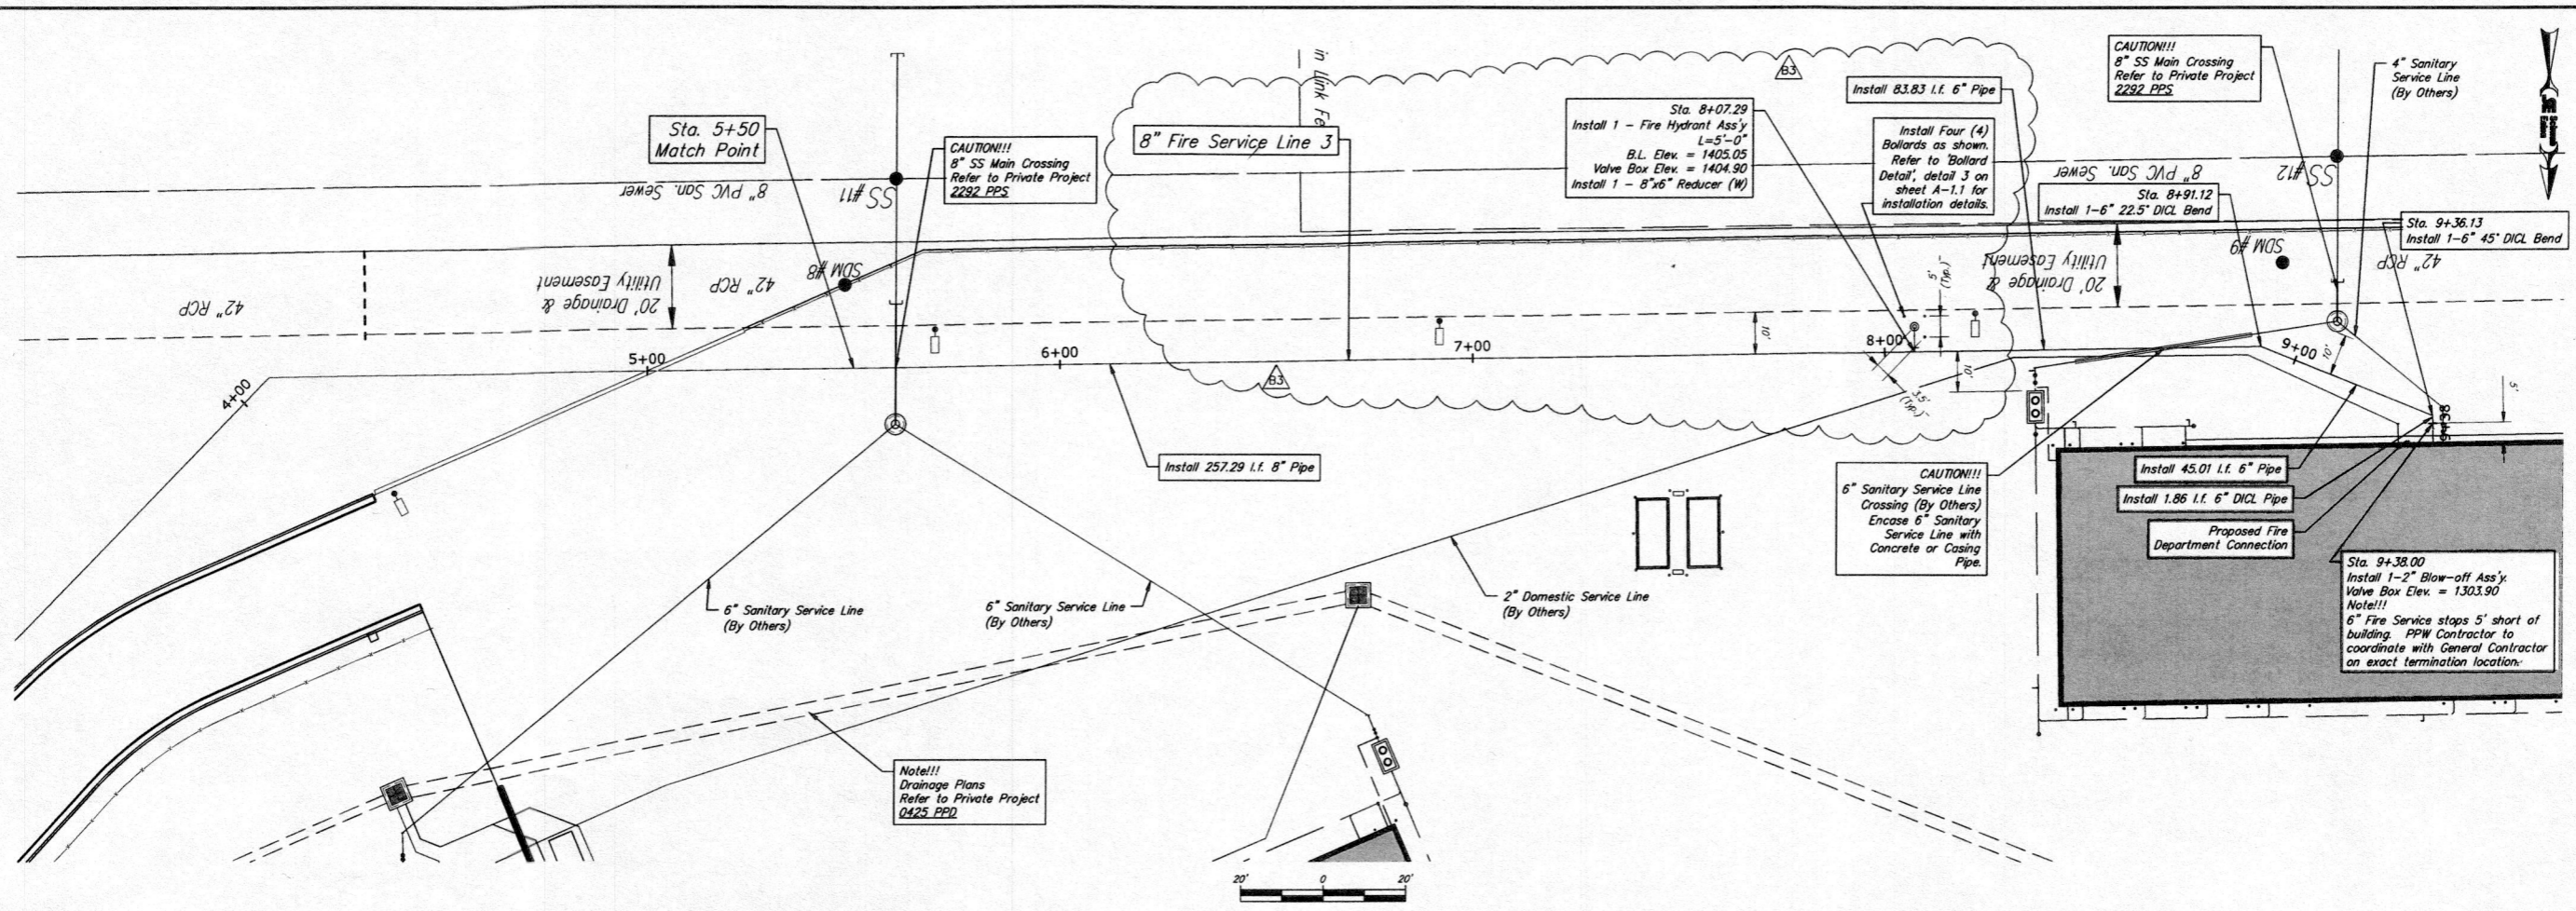 Sta. 5+50
Match Point
CAUTION!!!
8" SS Main Crossing
Refer to Private Project
2292 PPS
8" Fire Service Line 3
B3
Sta. 8+07.29
Install 1 - Fire Hydrant Ass'y
L=5'-0"
B.L. Elev. = 1405.05
Valve Box Elev. = 1404.90
Install 1 - 8"x6" Reducer (W)
Install 83.83 l.f. 6" Pipe
Install Four (4)
Bollards as shown.
Refer to 'Bollard
Detail', detail 3 on
sheet A-1.1 for
installation details.
CAUTION!!!
8" SS Main Crossing
Refer to Private Project
2292 PPS
4" Sanitary
Service Line
(By Others)
Sta. 8+91.12
Install 1-6" 22.5° DICL Bend
Sta. 9+36.13
Install 1-6" 45° DICL Bend
8" PVC San. Sewer
SS #11
8" PVC San. Sewer
SS #12
42" RCP
20' Drainage &
Utility Easement
42" RCP
SDM #8
20' Drainage &
Utility Easement
SDM #9
42" RCP
4+00
5+00
6+00
7+00
8+00
9+00
9+38
10'
5'
(Typ.)
10'
3.5'
(Typ.)
10'
5'
B3
Install 257.29 l.f. 8" Pipe
CAUTION!!!
6" Sanitary Service Line
Crossing (By Others)
Encase 6" Sanitary
Service Line with
Concrete or Casing
Pipe.
Install 45.01 l.f. 6" Pipe
Install 1.86 l.f. 6" DICL Pipe
Proposed Fire
Department Connection
Sta. 9+38.00
Install 1-2" Blow-off Ass'y.
Valve Box Elev. = 1303.90
Note!!!
6" Fire Service stops 5' short of
building. PPW Contractor to
coordinate with General Contractor
on exact termination location.
6" Sanitary Service Line
(By Others)
6" Sanitary Service Line
(By Others)
2" Domestic Service Line
(By Others)
Note!!!
Drainage Plans
Refer to Private Project
0425 PPD
20'
0
20'